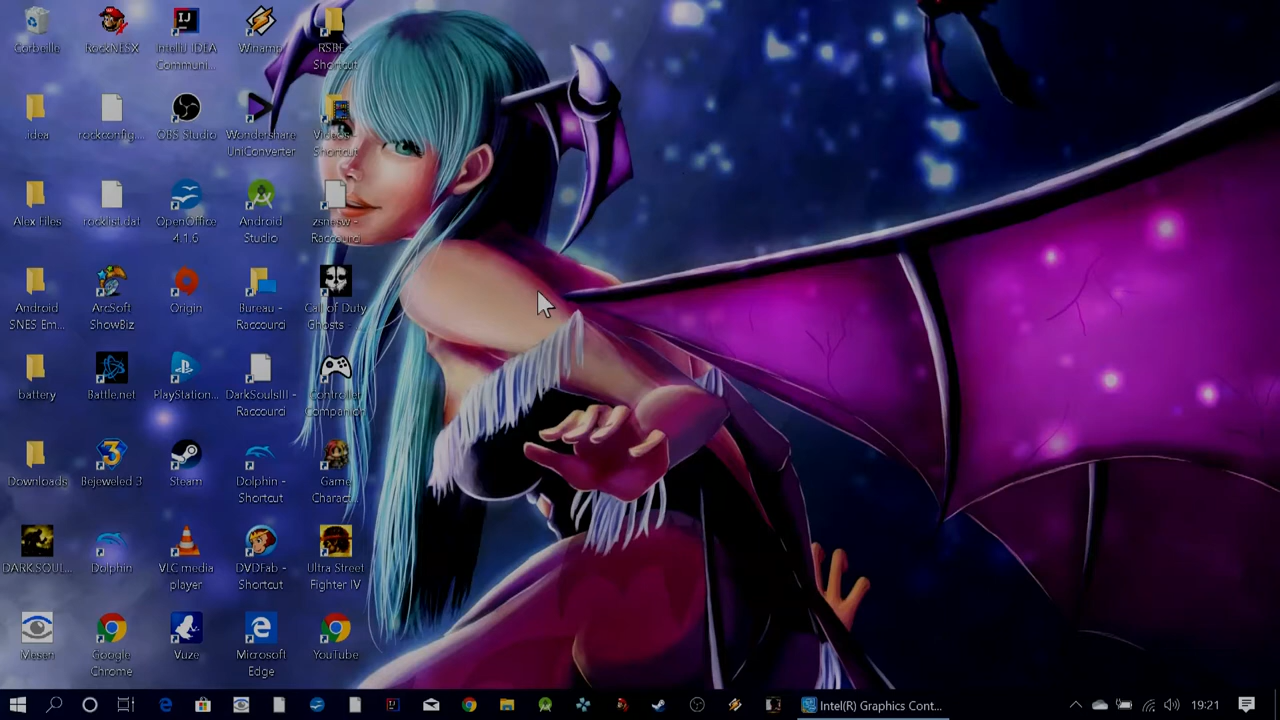 Corbeille
RockNESX
IntelliJ IDEA
Communi...
Winamp
RSBE -
Shortcut
.idea
rockconfig...
OBS Studio
Wondershare
UniConverter
Videos -
Shortcut
Alex Files
rocklist.dat
OpenOffice
4.1.6
Android
Studio
zsnesw -
Raccourci
Android
SNES Em...
ArcSoft
ShowBiz
Origin
Bureau -
Raccourci
Call of Duty
Ghosts - ...
battery
Battle.net
PlayStation...
DarkSoulsIII -
Raccourci
Controller
Companion
Downloads
Bejeweled 3
Steam
Dolphin -
Shortcut
Game
Charact...
DARK.SOUL...
Dolphin
VLC media
player
DVDFab -
Shortcut
Ultra Street
Fighter IV
Mesen
Google
Chrome
Vuze
Microsoft
Edge
YouTube
Intel(R) Graphics Cont...
19:21